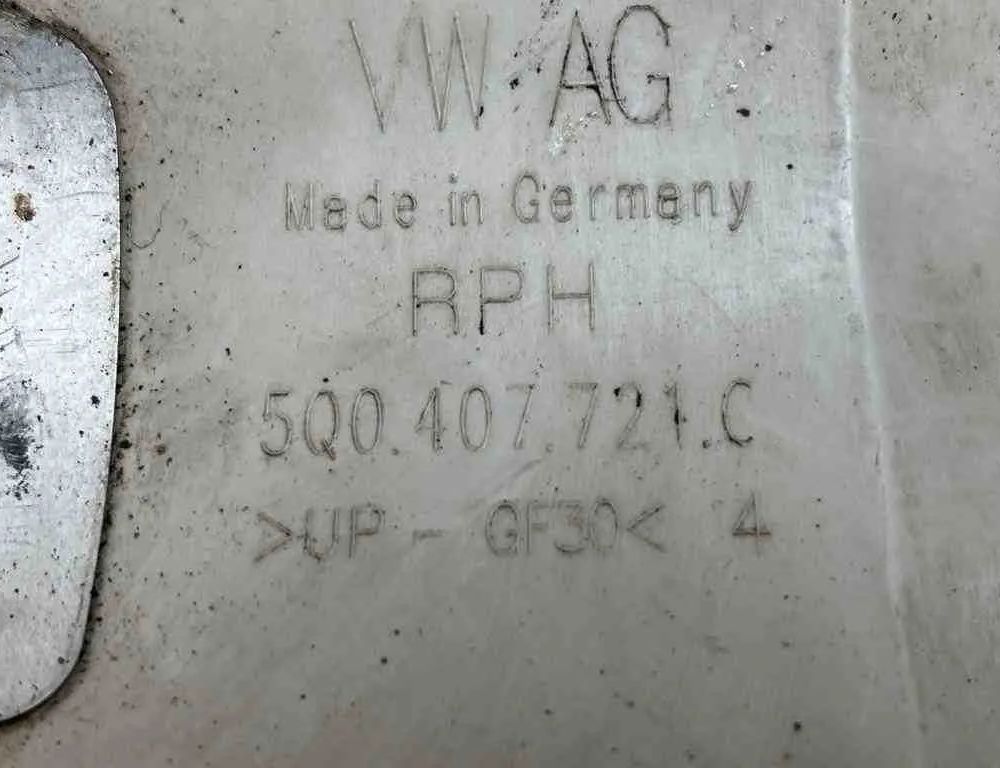 VW AG
Made in Germany
RPH
5Q0.407.721.C
>UP - GF30< 4